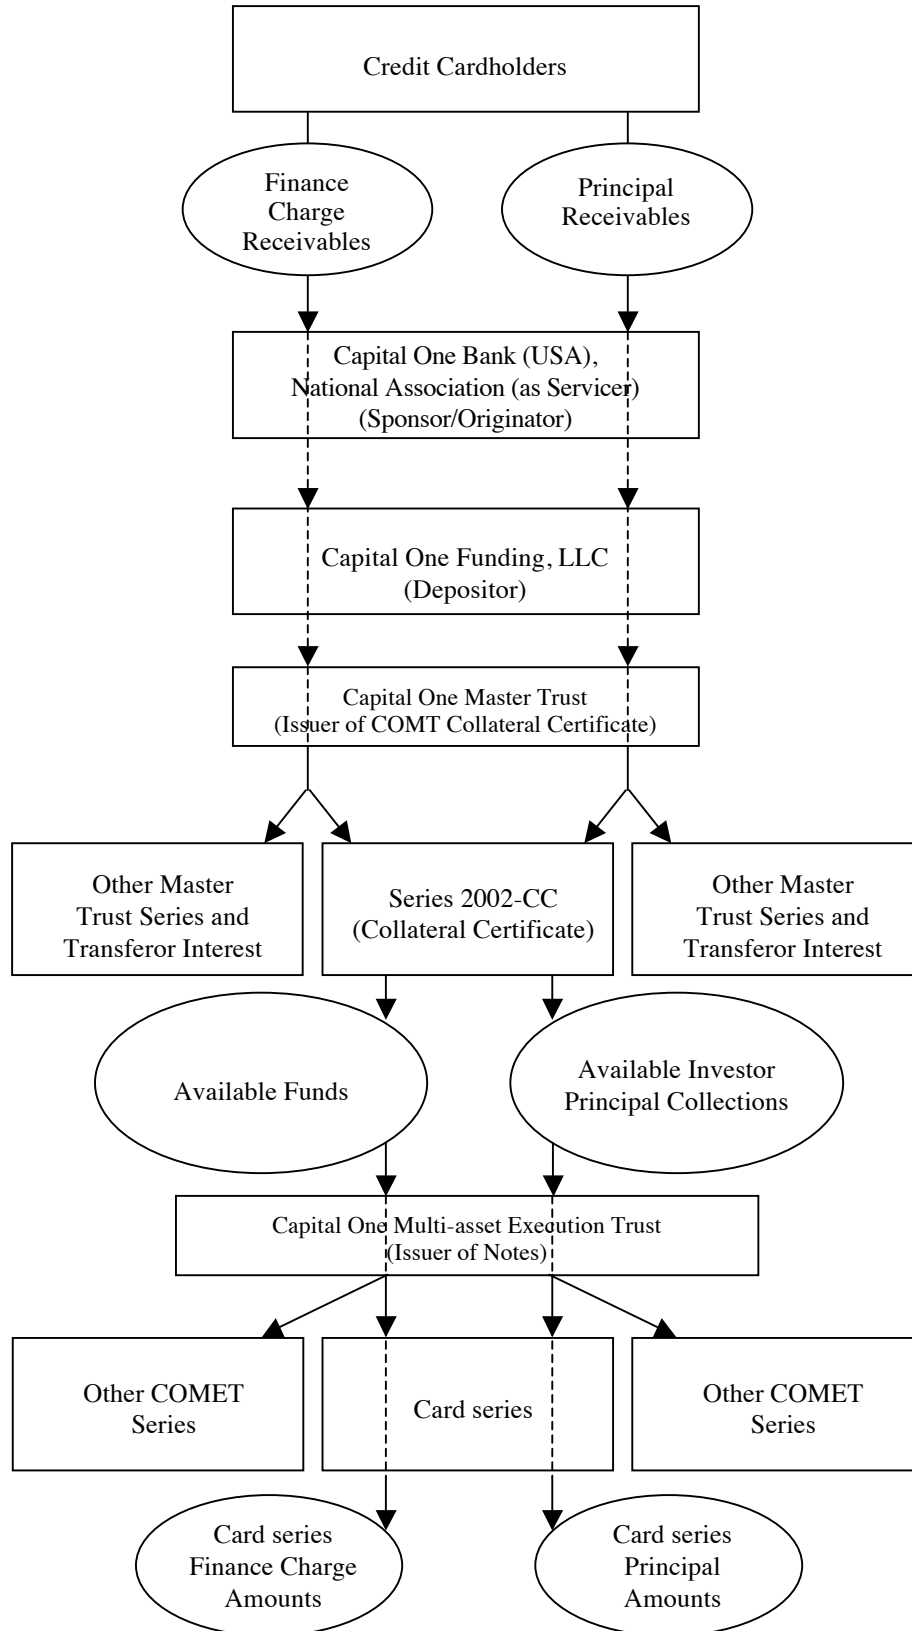 Credit Cardholders
Finance
Charge
Receivables
Principal
Receivables
Capital One Bank (USA),
National Association (as Servicer)
(Sponsor/Originator)
Capital One Funding, LLC
(Depositor)
Capital One Master Trust
(Issuer of COMT Collateral Certificate)
Other Master
Trust Series and
Transferor Interest
Series 2002-CC
(Collateral Certificate)
Other Master
Trust Series and
Transferor Interest
Available Funds
Available Investor
Principal Collections
Capital One Multi-asset Execution Trust
(Issuer of Notes)
Other COMET
Series
Card series
Other COMET
Series
Card series
Finance Charge
Amounts
Card series
Principal
Amounts